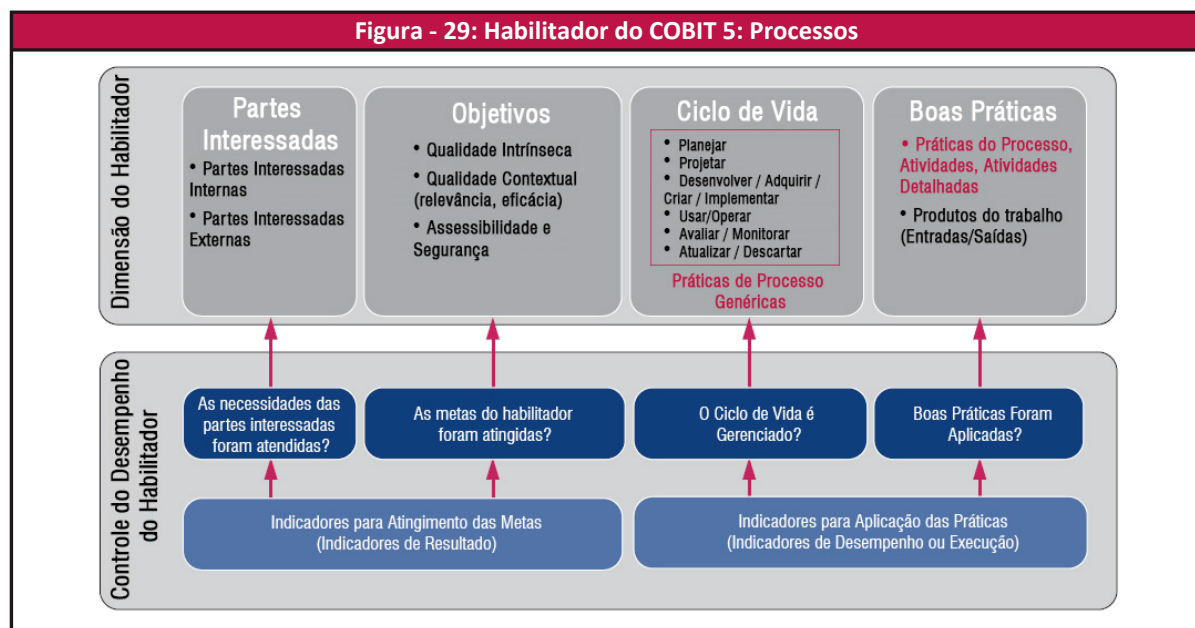 Figura - 29: Habilitador do COBIT 5: Processos
Dimensão do Habilitador
Partes
Interessadas
• Partes Interessadas
Internas
• Partes Interessadas
Externas
Objetivos
• Qualidade Intrínseca
• Qualidade Contextual
(relevância, eficácia)
• Assessibilidade e
Segurança
Ciclo de Vida
• Planejar
• Projetar
• Desenvolver / Adquirir /
Criar / Implementar
• Usar/Operar
• Avaliar / Monitorar
• Atualizar / Descartar
Práticas de Processo
Genéricas
Boas Práticas
• Práticas do Processo,
Atividades, Atividades
Detalhadas
• Produtos do trabalho
(Entradas/Saídas)
Controle do Desempenho
do Habilitador
As necessidades das
partes interessadas
foram atendidas?
As metas do habilitador
foram atingidas?
O Ciclo de Vida é
Gerenciado?
Boas Práticas Foram
Aplicadas?
Indicadores para Atingimento das Metas
(Indicadores de Resultado)
Indicadores para Aplicação das Práticas
(Indicadores de Desempenho ou Execução)